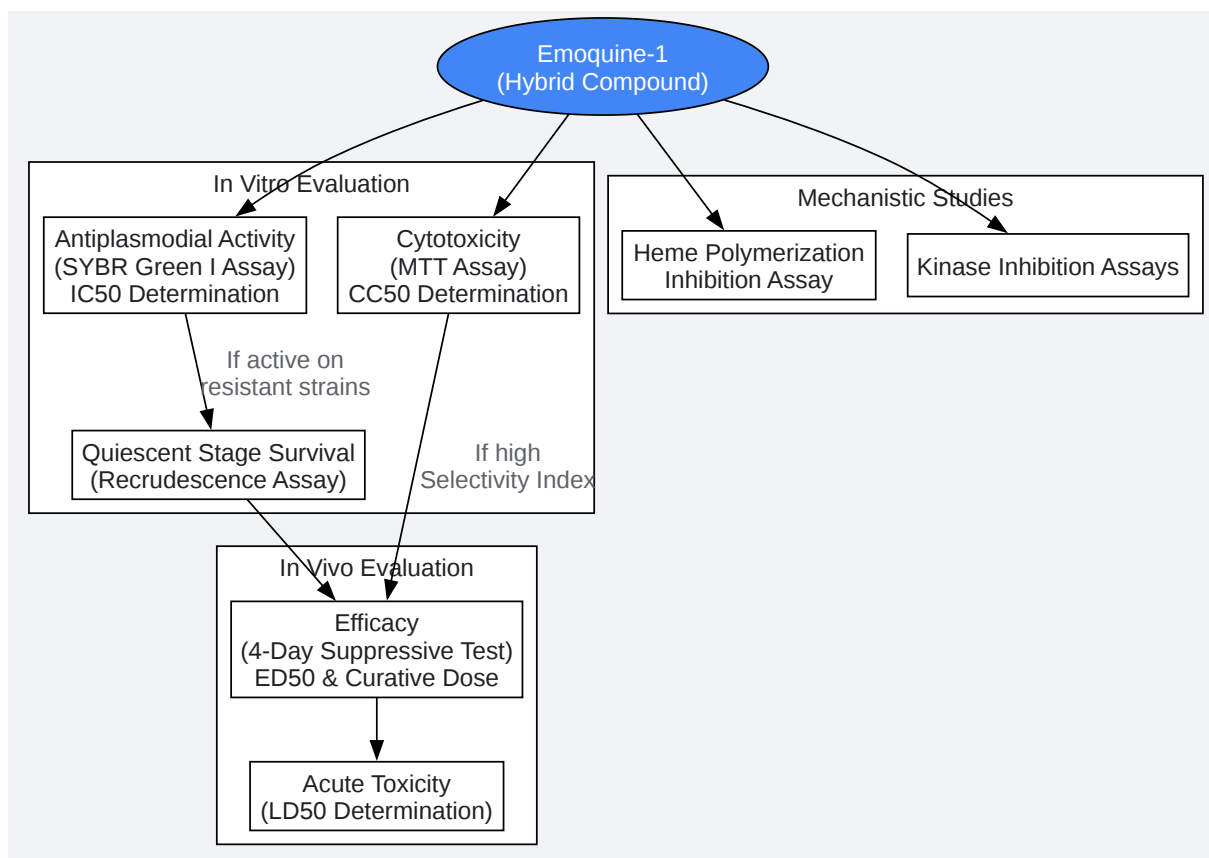 Emoquine-1
(Hybrid Compound)
In Vitro Evaluation
Antiplasmodial Activity
(SYBR Green I Assay)
IC50 Determination
Cytotoxicity
(MTT Assay)
CC50 Determination
If active on
resistant strains
Quiescent Stage Survival
(Recrudescence Assay)
If high
Selectivity Index
Mechanistic Studies
Heme Polymerization
Inhibition Assay
Kinase Inhibition Assays
In Vivo Evaluation
Efficacy
(4-Day Suppressive Test)
ED50 & Curative Dose
Acute Toxicity
(LD50 Determination)